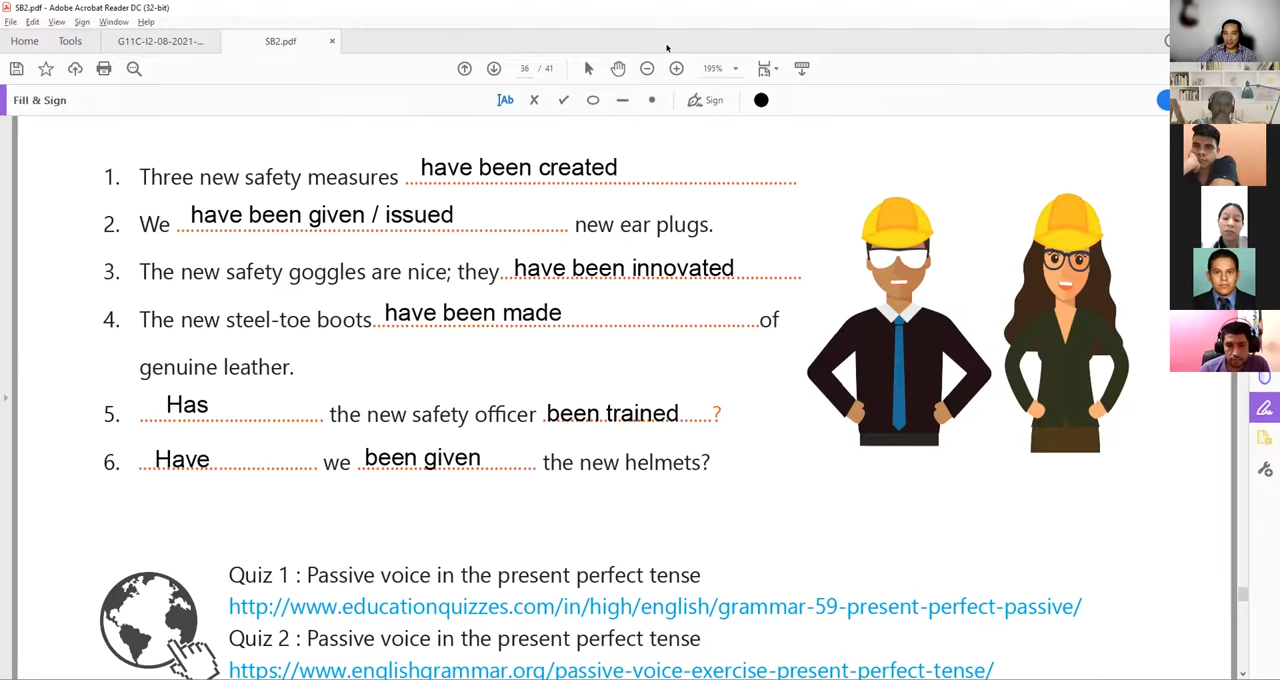 SB2.pdf - Adobe Acrobat Reader DC (32-bit)
File Edit View Sign Window Help
Home Tools G11C-I2-08-2021-... SB2.pdf ×
36 / 41 195%
Fill & Sign Sign
1. Three new safety measures have been created
2. We have been given / issued new ear plugs.
3. The new safety goggles are nice; they have been innovated
4. The new steel-toe boots have been made of
genuine leather.
5. Has the new safety officer been trained ?
6. Have we been given the new helmets?
Quiz 1 : Passive voice in the present perfect tense
http://www.educationquizzes.com/in/high/english/grammar-59-present-perfect-passive/
Quiz 2 : Passive voice in the present perfect tense
https://www.englishgrammar.org/passive-voice-exercise-present-perfect-tense/